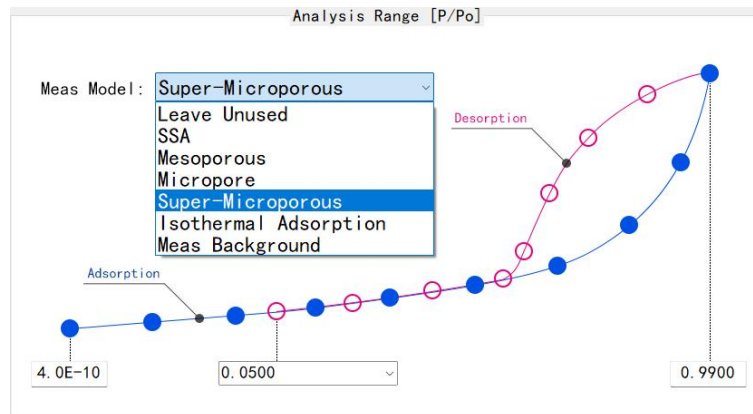 Analysis Range [P/Po]
Meas Model: Super-Microporous
Leave Unused
SSA
Mesoporous
Micropore
Super-Microporous
Isothermal Adsorption
Meas Background
Desorption
Adsorption
4.0E-10 0.0500 0.9900